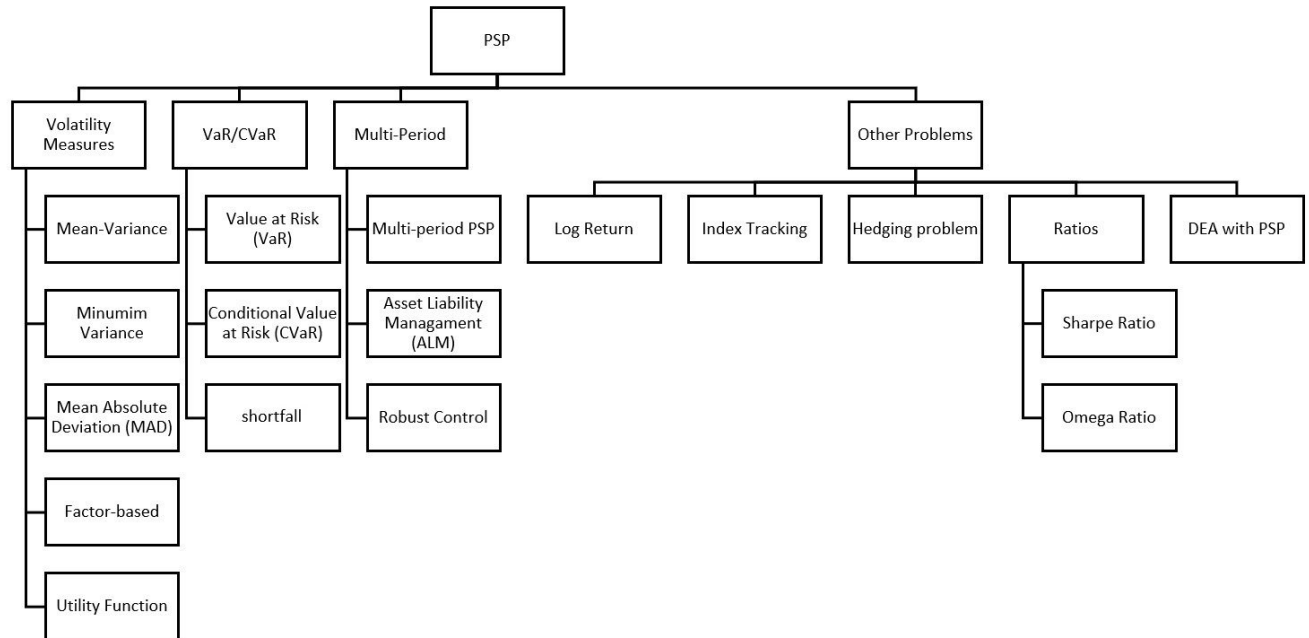 PSP
Volatility
Measures
VaR/CVaR
Multi-Period
Other Problems
Mean-Variance
Value at Risk
(VaR)
Multi-period PSP
Log Return
Index Tracking
Hedging problem
Ratios
DEA with PSP
Minumim
Variance
Conditional Value
at Risk (CVaR)
Asset Liability
Managament
(ALM)
Sharpe Ratio
Mean Absolute
Deviation (MAD)
shortfall
Robust Control
Omega Ratio
Factor-based
Utility Function